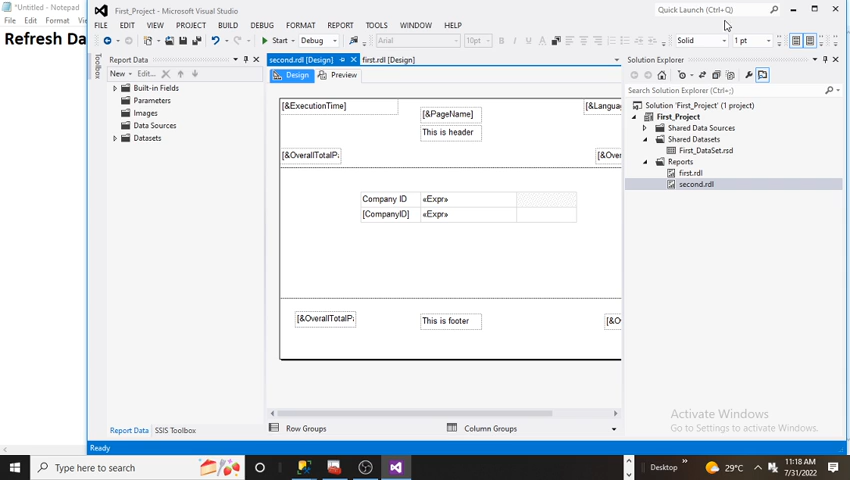 *Untitled - Notepad
File Edit Format
Refresh Da
First_Project - Microsoft Visual Studio
Quick Launch (Ctrl+Q)
FILE EDIT VIEW PROJECT BUILD DEBUG FORMAT REPORT TOOLS WINDOW HELP
Start Debug Arial 10pt Solid 1 pt
Toolbox
Report Data
New Edit...
Built-in Fields
Parameters
Images
Data Sources
Datasets
Report Data SSIS Toolbox
second.rdl [Design] first.rdl [Design]
Design Preview
[&ExecutionTime] [&Langua
[&PageName]
This is header
[&OverallTotalP: [&Over
Company ID «Expr»
[CompanyID] «Expr»
[&OverallTotalP: This is footer [&O
Row Groups Column Groups
Solution Explorer
Search Solution Explorer (Ctrl+;)
Solution 'First_Project' (1 project)
First_Project
Shared Data Sources
Shared Datasets
First_DataSet.rsd
Reports
first.rdl
second.rdl
Activate Windows
Go to Settings to activate Windows.
Ready
Type here to search
Desktop
29°C
11:18 AM
7/31/2022